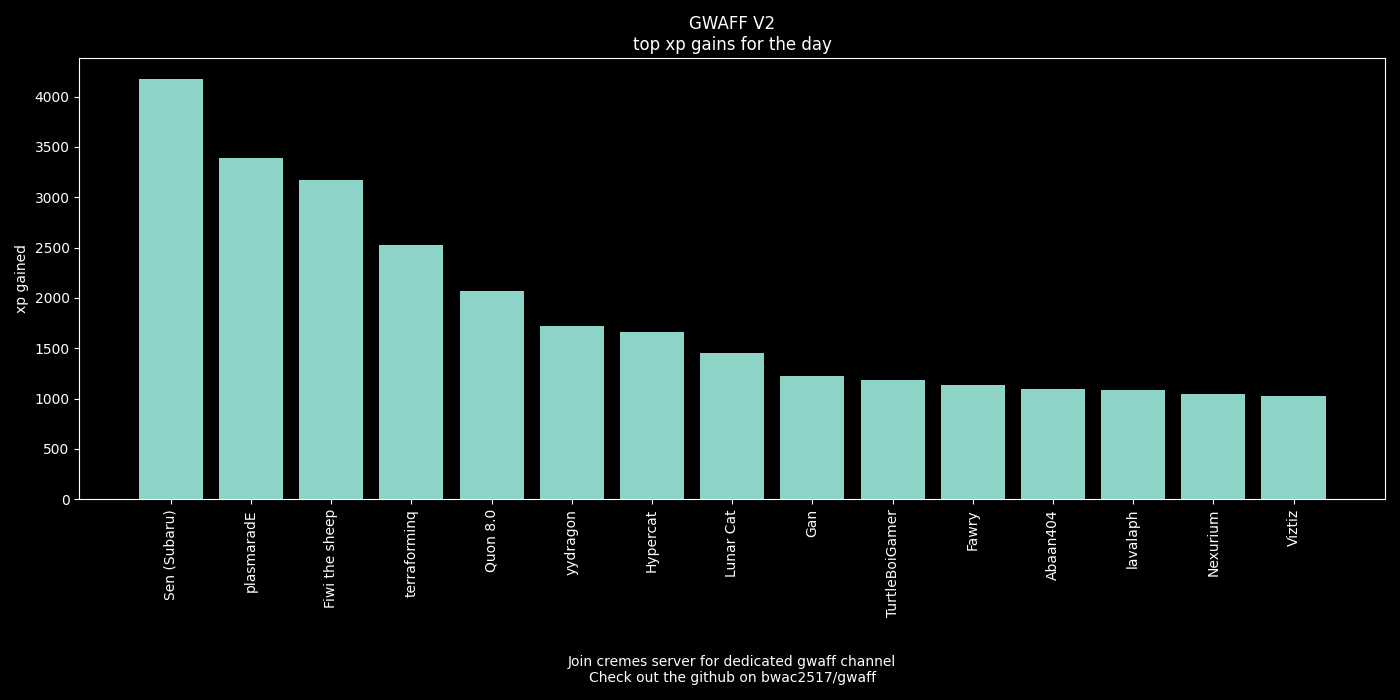 GWAFF V2
top xp gains for the day
xp gained
4000
3500
3000
2500
2000
1500
1000
500
0
Sen (Subaru)
plasmaradE
Fiwi the sheep
terraforminq
Quon 8.0
yydragon
Hypercat
Lunar Cat
Gan
TurtleBoiGamer
Fawry
Abaan404
lavalaph
Nexurium
Viztiz
Join cremes server for dedicated gwaff channel
Check out the github on bwac2517/gwaff